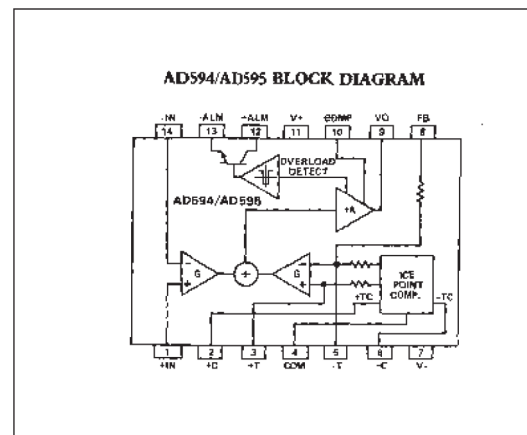 AD594/AD595 BLOCK DIAGRAM
-IN -ALM +ALM V+ COMP VO FB
14 13 12 11 10 9 8
OVERLOAD
DETECT
AD594/AD595
+A
- -
G + G
+ +
ICE
POINT
COMP.
+TC -TC
1 2 3 4 5 6 7
+IN +C +T COM -T -C V-